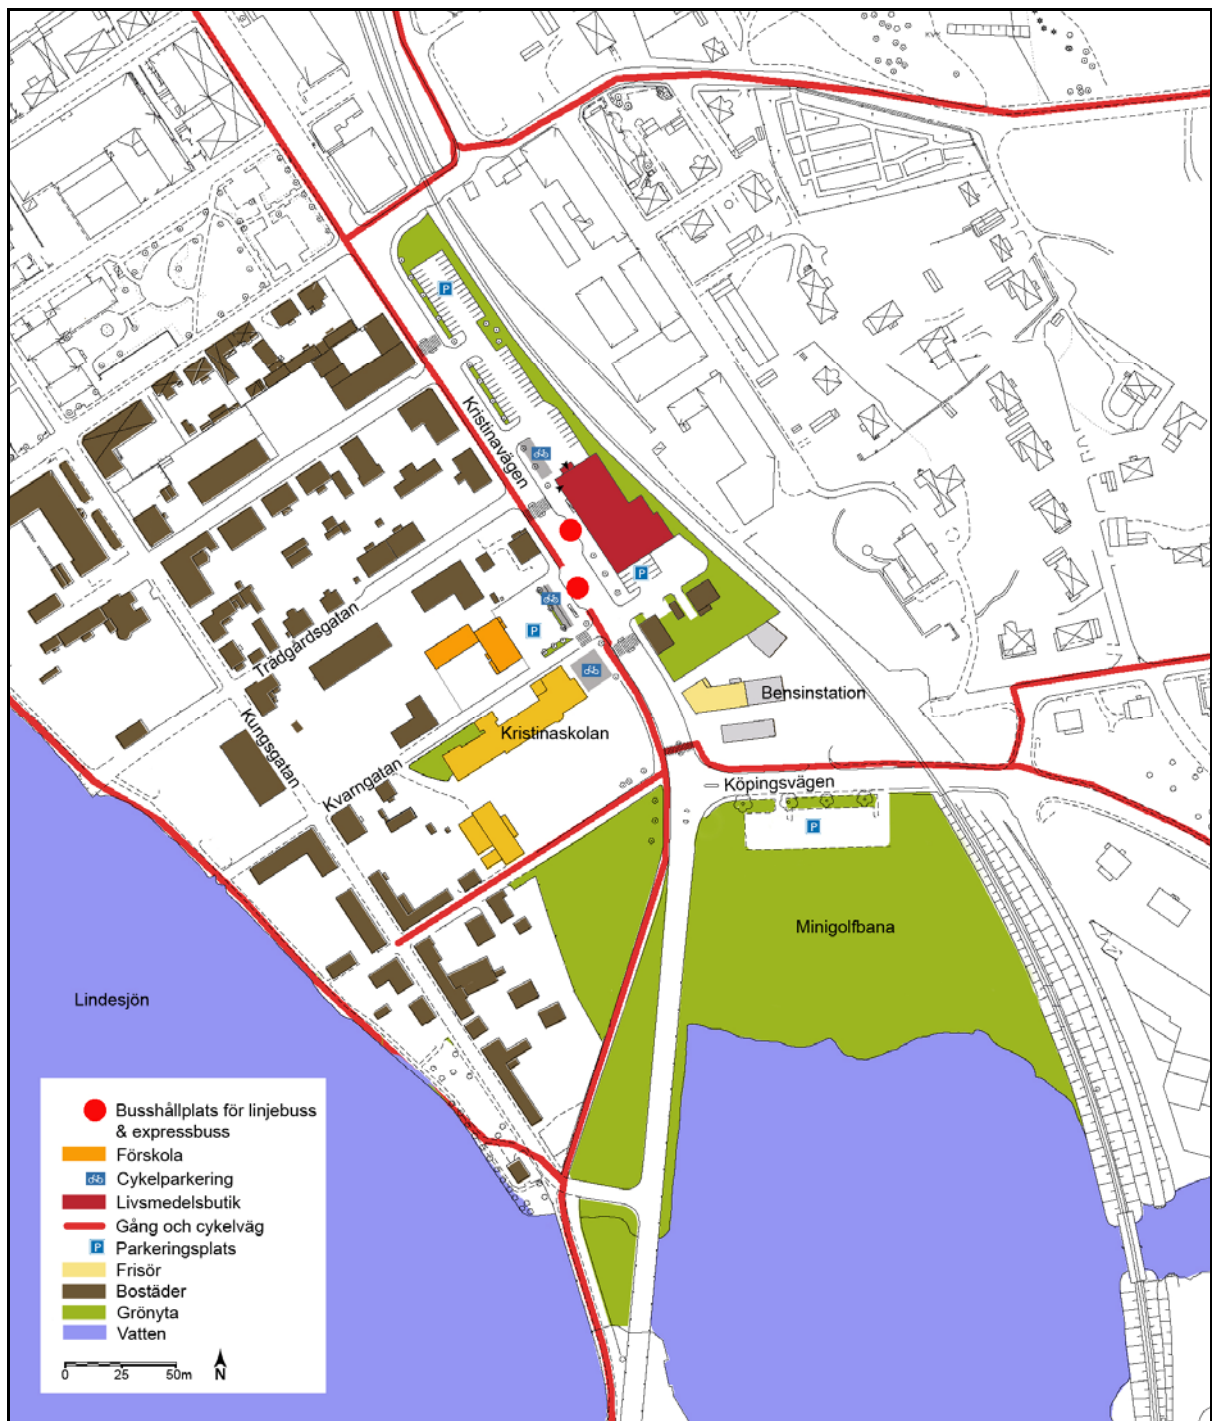 KVK
P
Kristinavägen
P
P
Trädgårdsgatan
Kungsgatan
Bensinstation
Kristinaskolan
Kvarngatan
Köpingsvägen
P
Minigolfbana
Lindesjön
Busshållplats för linjebuss
& expressbuss
Förskola
Cykelparkering
Livsmedelsbutik
Gång och cykelväg
P Parkeringsplats
Frisör
Bostäder
Grönyta
Vatten
0 25 50m N